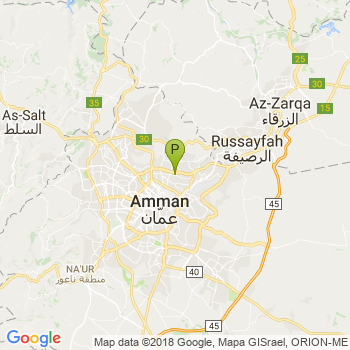 25
30
Az-Zarqa
الزرقاء
15
35
As-Salt
السلط
30
P
Russayfah
الرصيفة
Amman
عمّان
45
NA'UR
منطقة ناعور
40
45
Google
Map data ©2018 Google, Mapa GISrael, ORION-ME